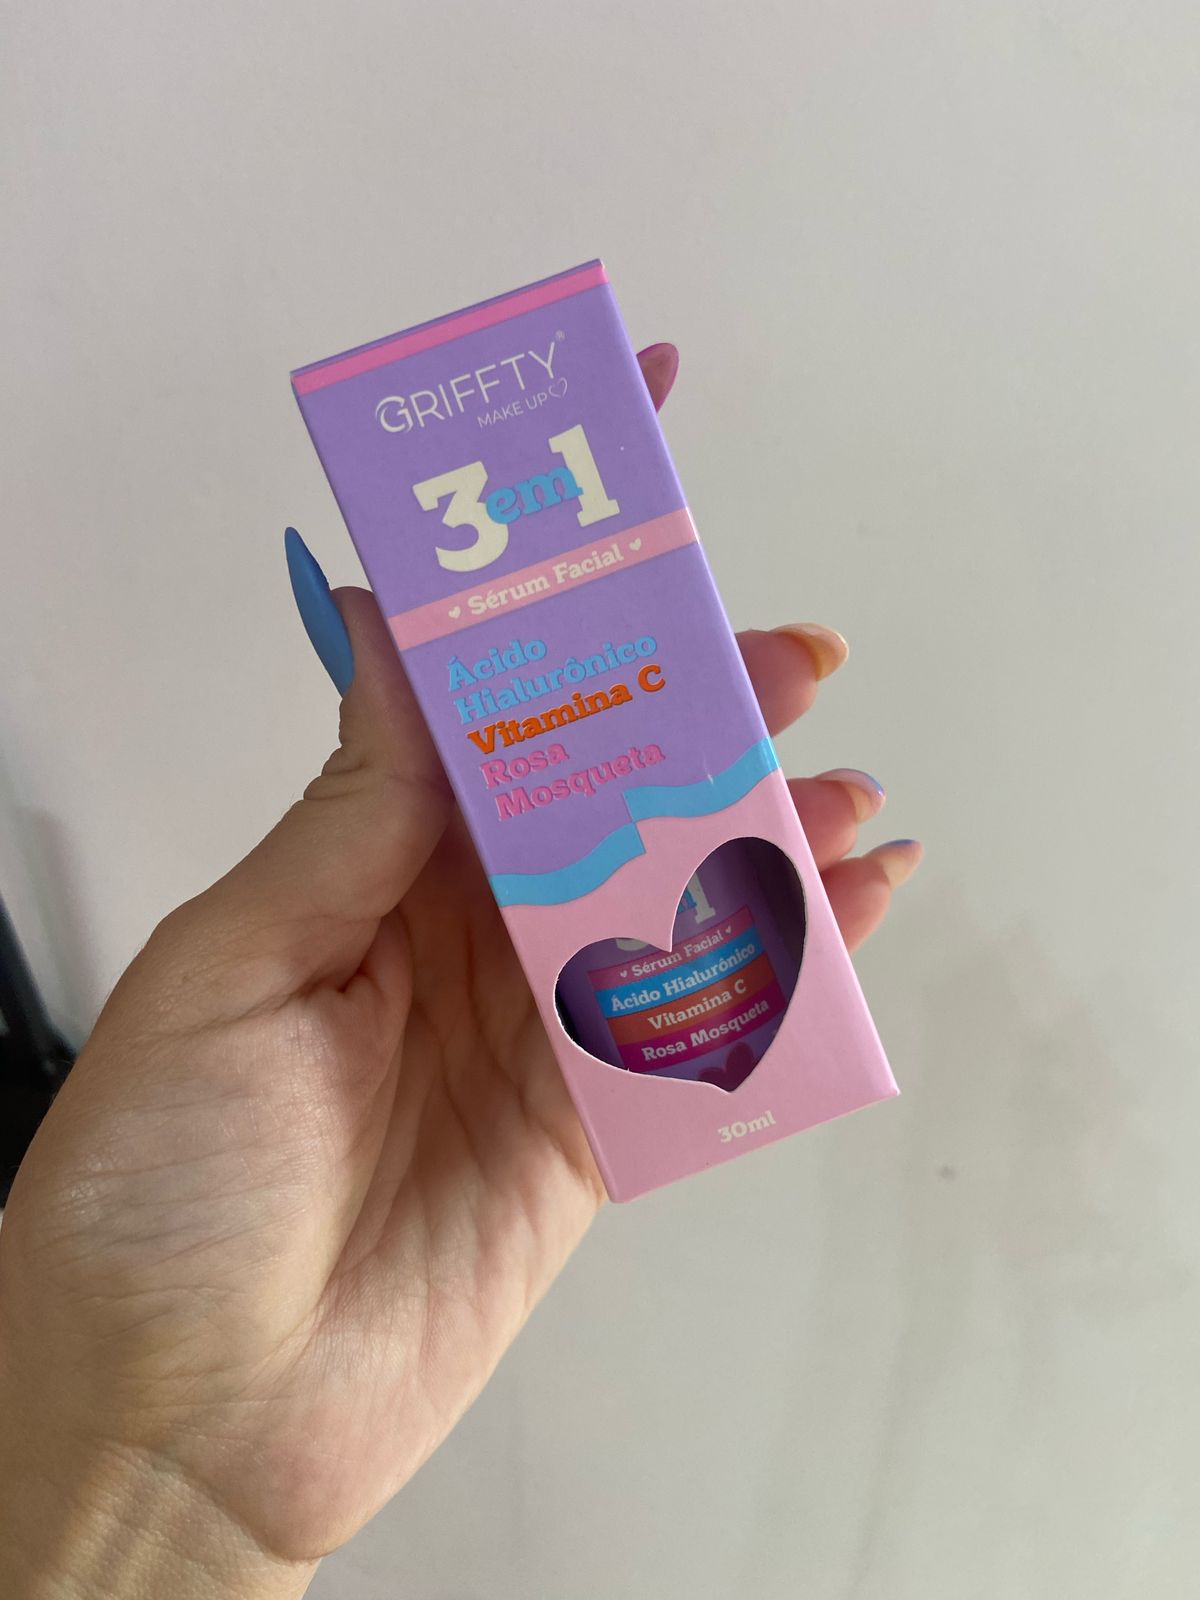 GRIFFTY®
MAKE UP
3em1
Sérum Facial
Ácido
Hialurônico
Vitamina C
Rosa
Mosqueta
Sérum Facial
Ácido Hialurônico
Vitamina C
Rosa Mosqueta
30ml